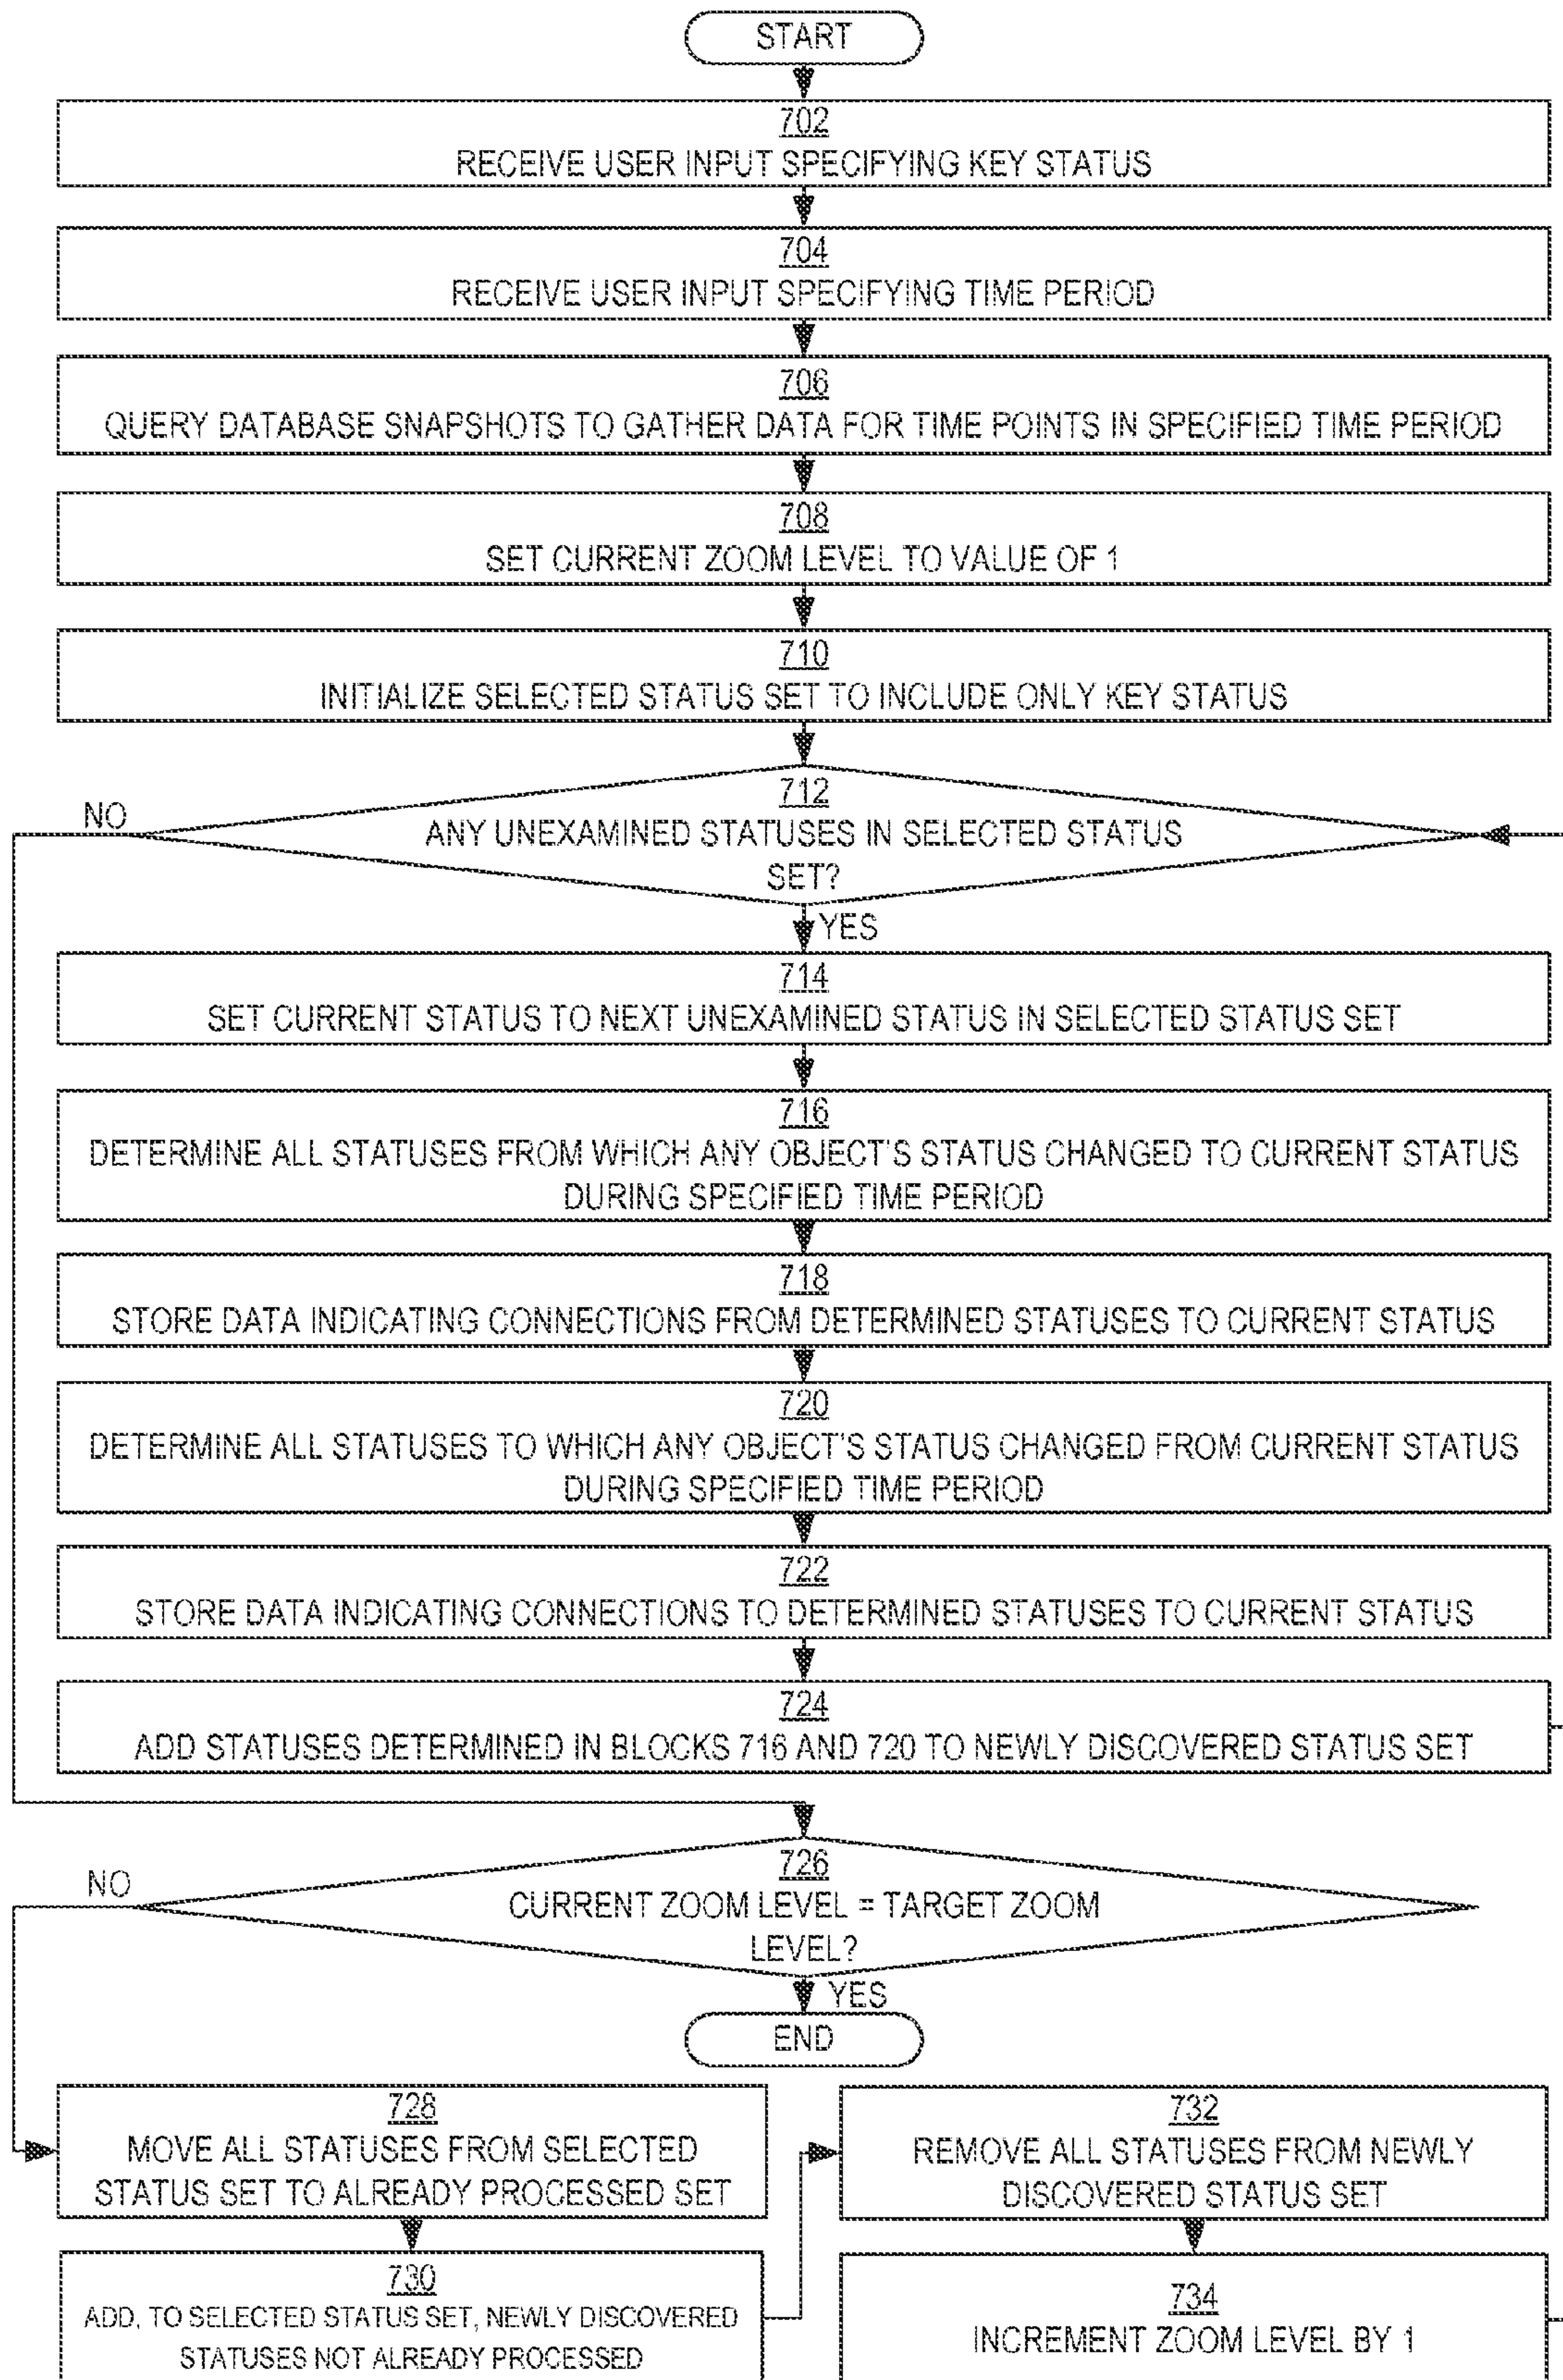 START
702
RECEIVE USER INPUT SPECIFYING KEY STATUS
704
RECEIVE USER INPUT SPECIFYING TIME PERIOD
706
QUERY DATABASE SNAPSHOTS TO GATHER DATA FOR TIME POINTS IN SPECIFIED TIME PERIOD
708
SET CURRENT ZOOM LEVEL TO VALUE OF 1
710
INITIALIZE SELECTED STATUS SET TO INCLUDE ONLY KEY STATUS
712
NO
ANY UNEXAMINED STATUSES IN SELECTED STATUS
SET?
YES
714
SET CURRENT STATUS TO NEXT UNEXAMINED STATUS IN SELECTED STATUS SET
716
DETERMINE ALL STATUSES FROM WHICH ANY OBJECT'S STATUS CHANGED TO CURRENT STATUS
DURING SPECIFIED TIME PERIOD
718
STORE DATA INDICATING CONNECTIONS FROM DETERMINED STATUSES TO CURRENT STATUS
720
DETERMINE ALL STATUSES TO WHICH ANY OBJECT'S STATUS CHANGED FROM CURRENT STATUS
DURING SPECIFIED TIME PERIOD
722
STORE DATA INDICATING CONNECTIONS TO DETERMINED STATUSES TO CURRENT STATUS
724
ADD STATUSES DETERMINED IN BLOCKS 716 AND 720 TO NEWLY DISCOVERED STATUS SET
726
NO
CURRENT ZOOM LEVEL = TARGET ZOOM
LEVEL?
YES
END
728
MOVE ALL STATUSES FROM SELECTED
STATUS SET TO ALREADY PROCESSED SET
730
ADD, TO SELECTED STATUS SET, NEWLY DISCOVERED
STATUSES NOT ALREADY PROCESSED
732
REMOVE ALL STATUSES FROM NEWLY
DISCOVERED STATUS SET
734
INCREMENT ZOOM LEVEL BY 1